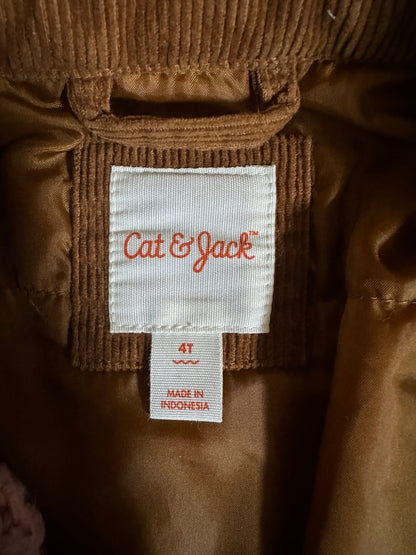 Cat & Jack™
4T
MADE IN
INDONESIA